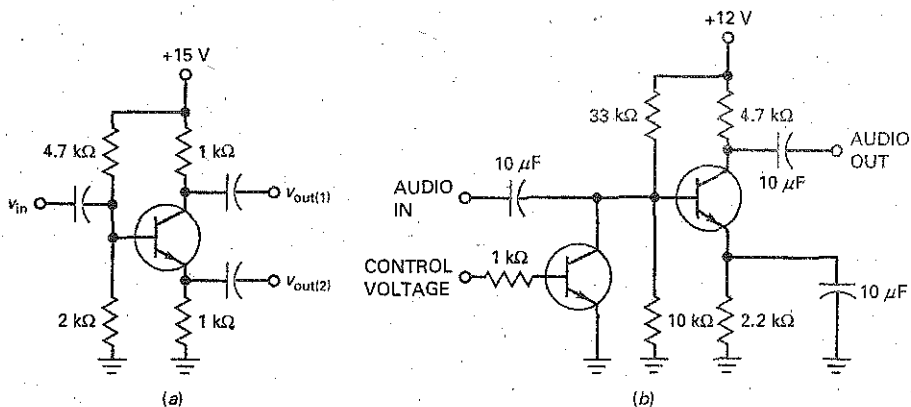 +15 V
4.7 kΩ
1 kΩ
v_in
v_out(1)
v_out(2)
2 kΩ
1 kΩ
(a)
+12 V
33 kΩ
4.7 kΩ
AUDIO
OUT
10 μF
10 μF
AUDIO
IN
1 kΩ
CONTROL
VOLTAGE
10 kΩ
2.2 kΩ
10 μF
(b)